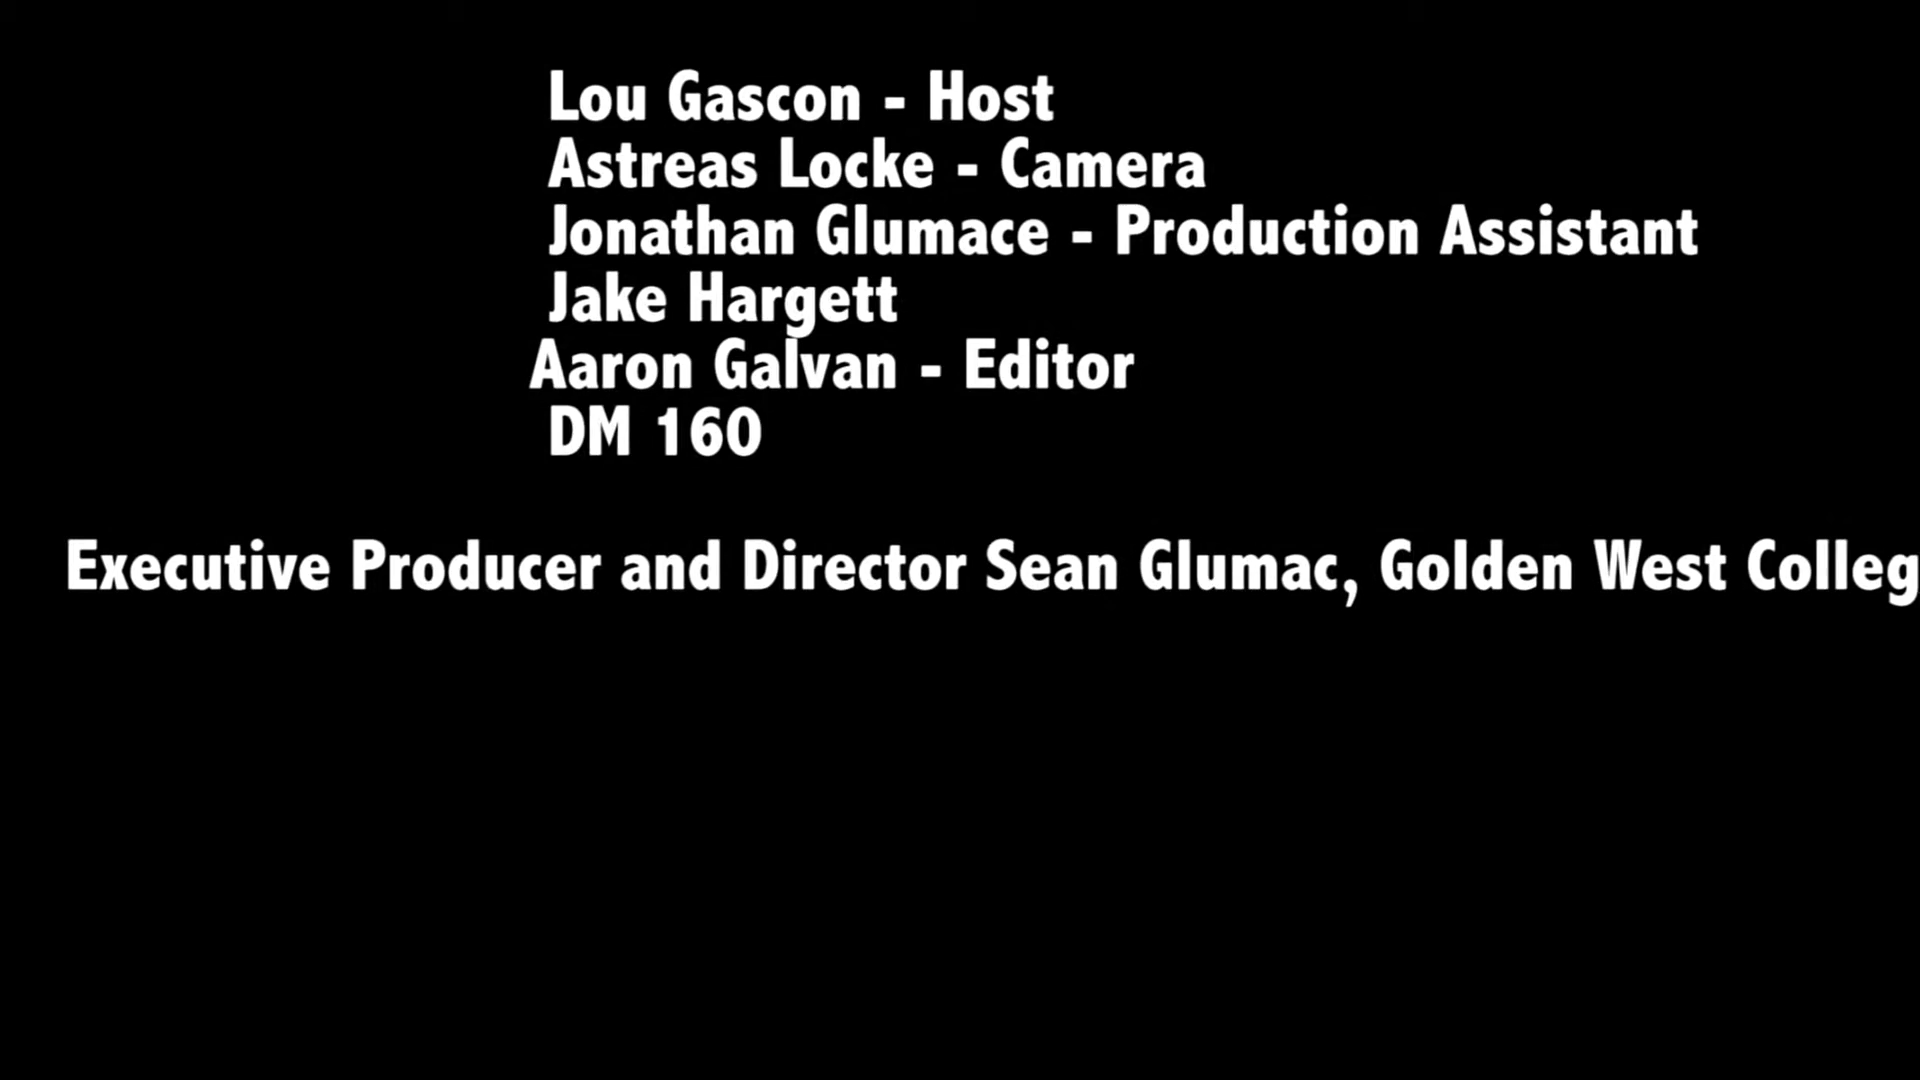 Lou Gascon - Host
Astreas Locke - Camera
Jonathan Glumace - Production Assistant
Jake Hargett
Aaron Galvan - Editor
DM 160
Executive Producer and Director Sean Glumac, Golden West Colleg